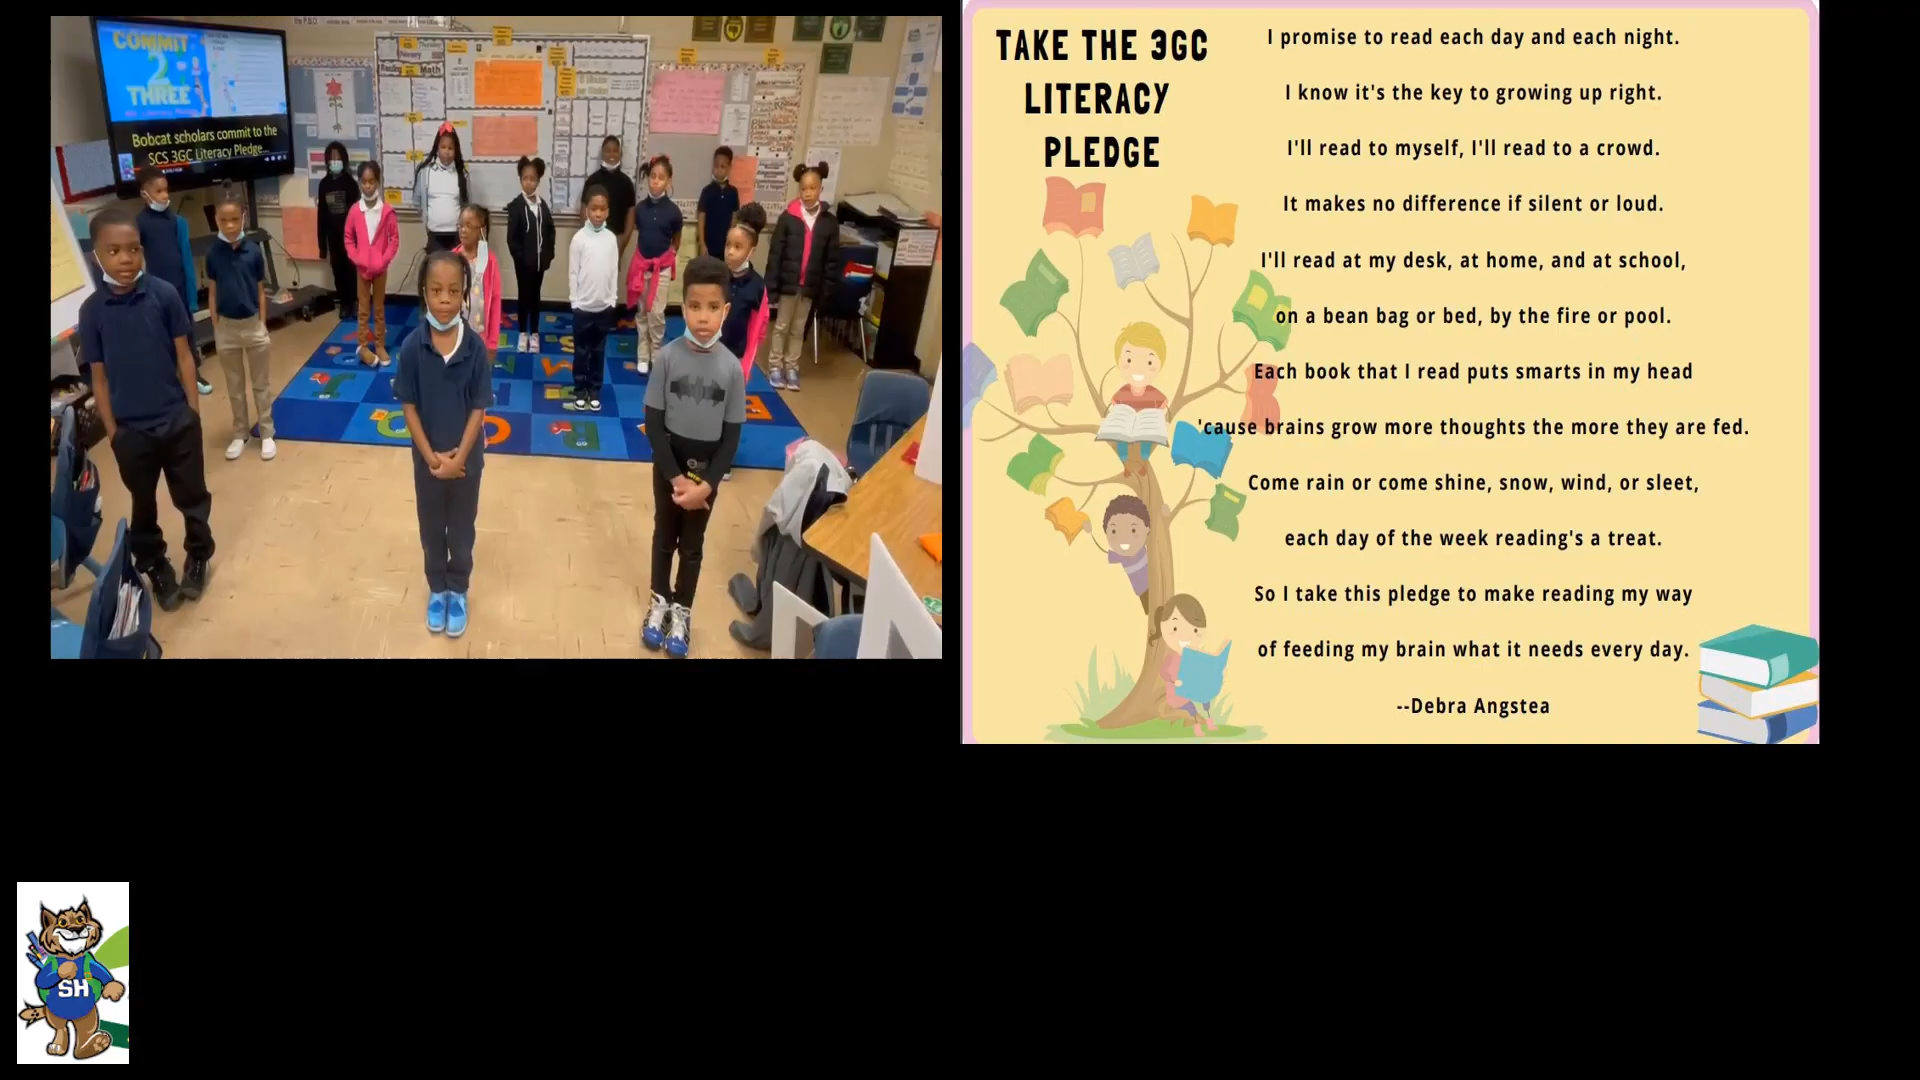 COMMIT
2
THREE
Bobcat scholars commit to the
SCS 3GC Literacy Pledge...
Math
TAKE THE 3GC
LITERACY
PLEDGE
I promise to read each day and each night.
I know it's the key to growing up right.
I'll read to myself, I'll read to a crowd.
It makes no difference if silent or loud.
I'll read at my desk, at home, and at school,
on a bean bag or bed, by the fire or pool.
Each book that I read puts smarts in my head
'cause brains grow more thoughts the more they are fed.
Come rain or come shine, snow, wind, or sleet,
each day of the week reading's a treat.
So I take this pledge to make reading my way
of feeding my brain what it needs every day.
--Debra Angstea
SH